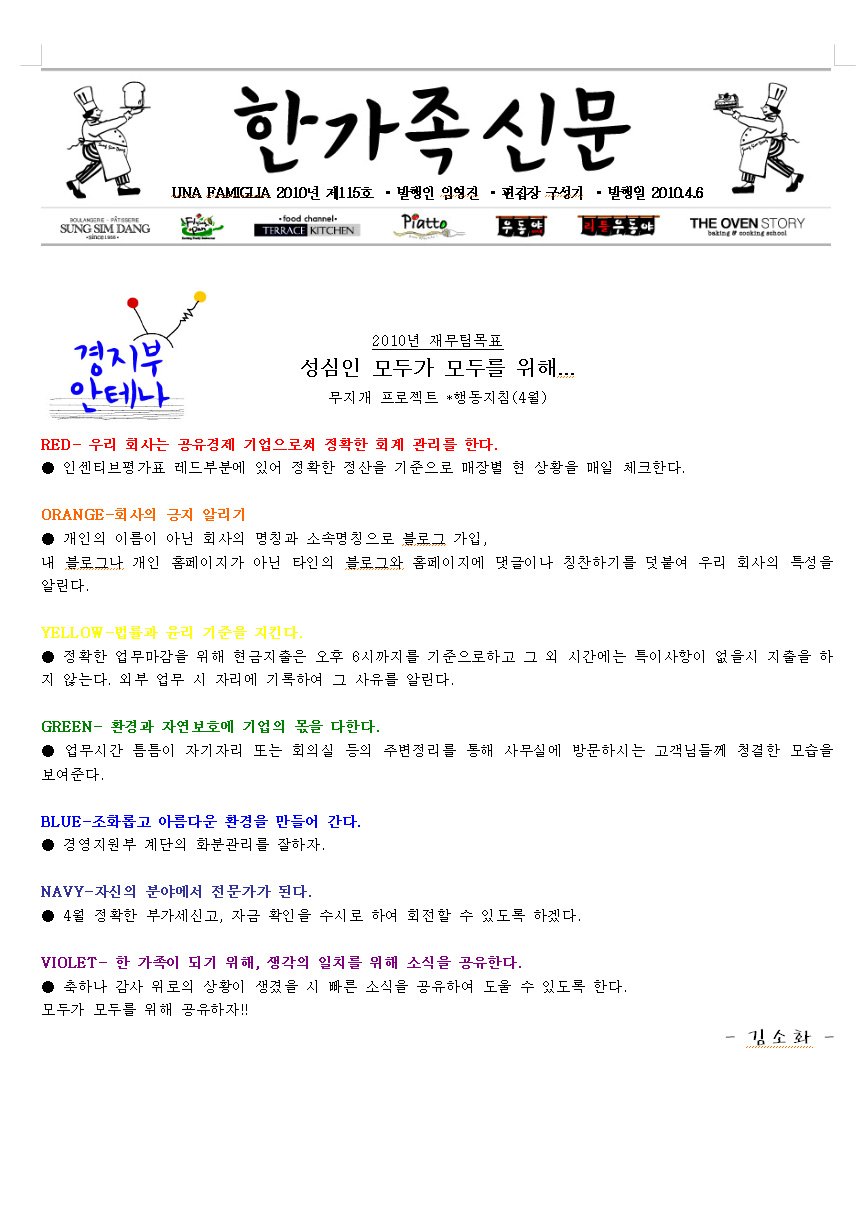 한가족신문
UNA FAMIGLIA 2010년 제115호 ・발행인 임영진 ・편집장 구성기 ・발행일 2010.4.6
BOULANGERIE - PÂTISSERIE
SUNG SIM DANG
•since1956•
Flying Pan
•food channel•
TERRACE KITCHEN
Piatto
우동야
리틀우동야
THE OVEN STORY
baking & cooking school
경지부
안테나
2010년 재무팀목표
성심인 모두가 모두를 위해...
무지개 프로젝트 *행동지침(4월)
RED- 우리 회사는 공유경제 기업으로써 정확한 회계 관리를 한다.
● 인센티브평가표 레드부분에 있어 정확한 정산을 기준으로 매장별 현 상황을 매일 체크한다.
ORANGE-회사의 긍지 알리기
● 개인의 이름이 아닌 회사의 명칭과 소속명칭으로 블로그 가입,
내 블로그나 개인 홈페이지가 아닌 타인의 블로그와 홈페이지에 댓글이나 칭찬하기를 덧붙여 우리 회사의 특성을
알린다.
YELLOW-법률과 윤리 기준을 지킨다.
● 정확한 업무마감을 위해 현금지출은 오후 6시까지를 기준으로하고 그 외 시간에는 특이사항이 없을시 지출을 하
지 않는다. 외부 업무 시 자리에 기록하여 그 사유를 알린다.
GREEN- 환경과 자연보호에 기업의 몫을 다한다.
● 업무시간 틈틈이 자기자리 또는 회의실 등의 주변정리를 통해 사무실에 방문하시는 고객님들께 청결한 모습을
보여준다.
BLUE-조화롭고 아름다운 환경을 만들어 간다.
● 경영지원부 계단의 화분관리를 잘하자.
NAVY-자신의 분야에서 전문가가 된다.
● 4월 정확한 부가세신고, 자금 확인을 수시로 하여 회전할 수 있도록 하겠다.
VIOLET- 한 가족이 되기 위해, 생각의 일치를 위해 소식을 공유한다.
● 축하나 감사 위로의 상황이 생겼을 시 빠른 소식을 공유하여 도울 수 있도록 한다.
모두가 모두를 위해 공유하자!!
- 김소화 -